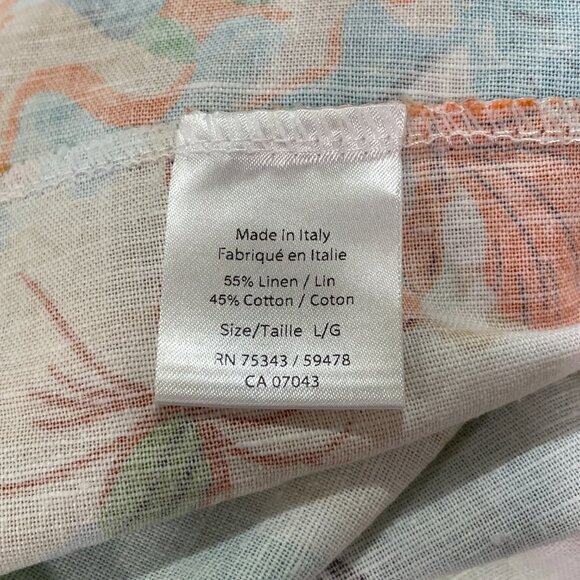 Made in Italy
Fabriqué en Italie
55% Linen / Lin
45% Cotton / Coton
Size/Taille L/G
RN 75343 / 59478
CA 07043